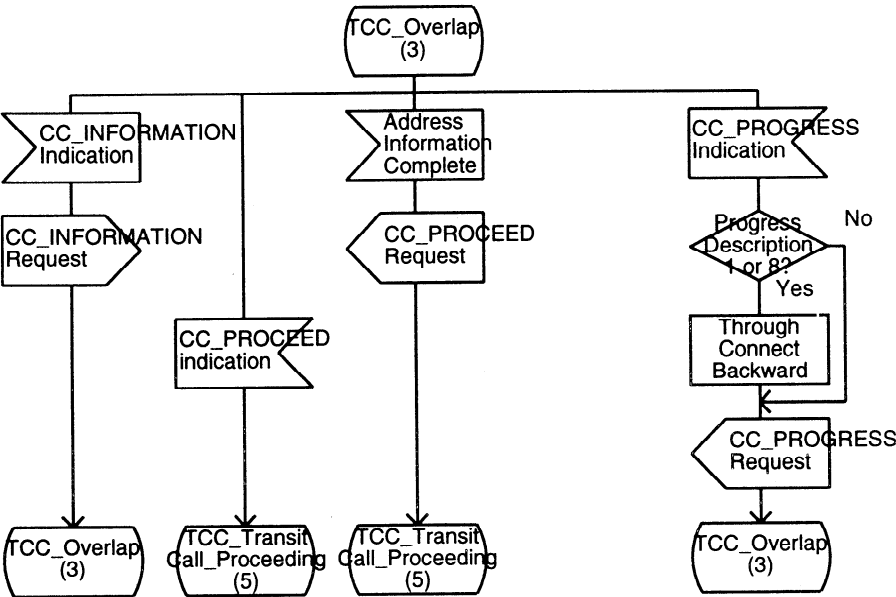 TCC_Overlap
(3)
CC_INFORMATION
Indication
Address
Information
Complete
CC_PROGRESS
Indication
CC_INFORMATION
Request
CC_PROCEED
Request
Progress
Description
1 or 8?
No
Yes
CC_PROCEED
indication
Through
Connect
Backward
CC_PROGRESS
Request
TCC_Overlap
(3)
TCC_Transit
Call_Proceeding
(5)
TCC_Transit
Call_Proceeding
(5)
TCC_Overlap
(3)